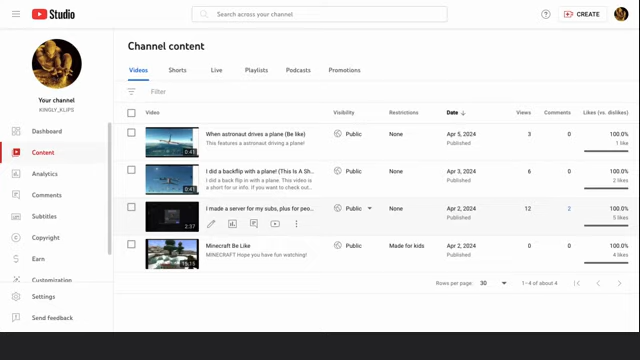 Studio
Search across your channel
CREATE
Channel content
Videos Shorts Live Playlists Podcasts Promotions
Filter
Your channel
KINGLY_KLIPS
Dashboard
Content
Analytics
Comments
Subtitles
Copyright
Earn
Customization
Settings
Send feedback
Video Visibility Restrictions Date Views Comments Likes (vs. dislikes)
0:41
When astronaut drives a plane (Be like) Public None Apr 5, 2024 3 0 100.0%
This features a astronaut driving a plane! Published 1 like
0:41
I did a backflip with a plane! (This Is A Sh... Public None Apr 3, 2024 6 0 100.0%
I did a back flip in with a plane. This video is Published 2 likes
a short for ur info. If you want to check out...
2:37
I made a server for my subs, plus for peo... Public None Apr 2, 2024 12 2 100.0%
Published 5 likes
Minecraft Be Like Public Made for kids Apr 2, 2024 0 0 100.0%
MINECRAFT Hope you have fun watching! Published 4 likes
Rows per page: 30 1–4 of about 4